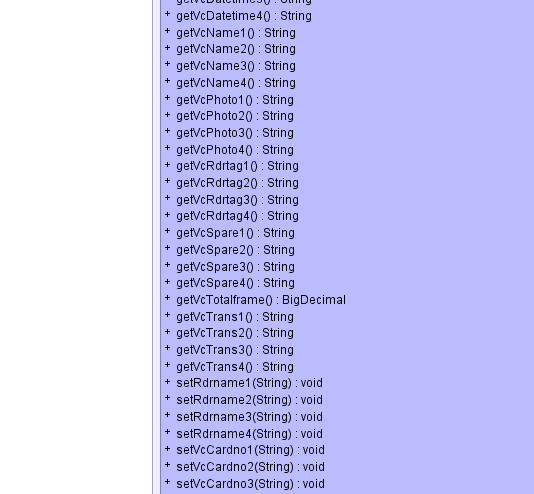 getVcDatetime3() : String
+ getVcDatetime4() : String
+ getVcName1() : String
+ getVcName2() : String
+ getVcName3() : String
+ getVcName4() : String
+ getVcPhoto1() : String
+ getVcPhoto2() : String
+ getVcPhoto3() : String
+ getVcPhoto4() : String
+ getVcRdrtag1() : String
+ getVcRdrtag2() : String
+ getVcRdrtag3() : String
+ getVcRdrtag4() : String
+ getVcSpare1() : String
+ getVcSpare2() : String
+ getVcSpare3() : String
+ getVcSpare4() : String
+ getVcTotalframe() : BigDecimal
+ getVcTrans1() : String
+ getVcTrans2() : String
+ getVcTrans3() : String
+ getVcTrans4() : String
+ setRdrname1(String) : void
+ setRdrname2(String) : void
+ setRdrname3(String) : void
+ setRdrname4(String) : void
+ setVcCardno1(String) : void
+ setVcCardno2(String) : void
+ setVcCardno3(String) : void